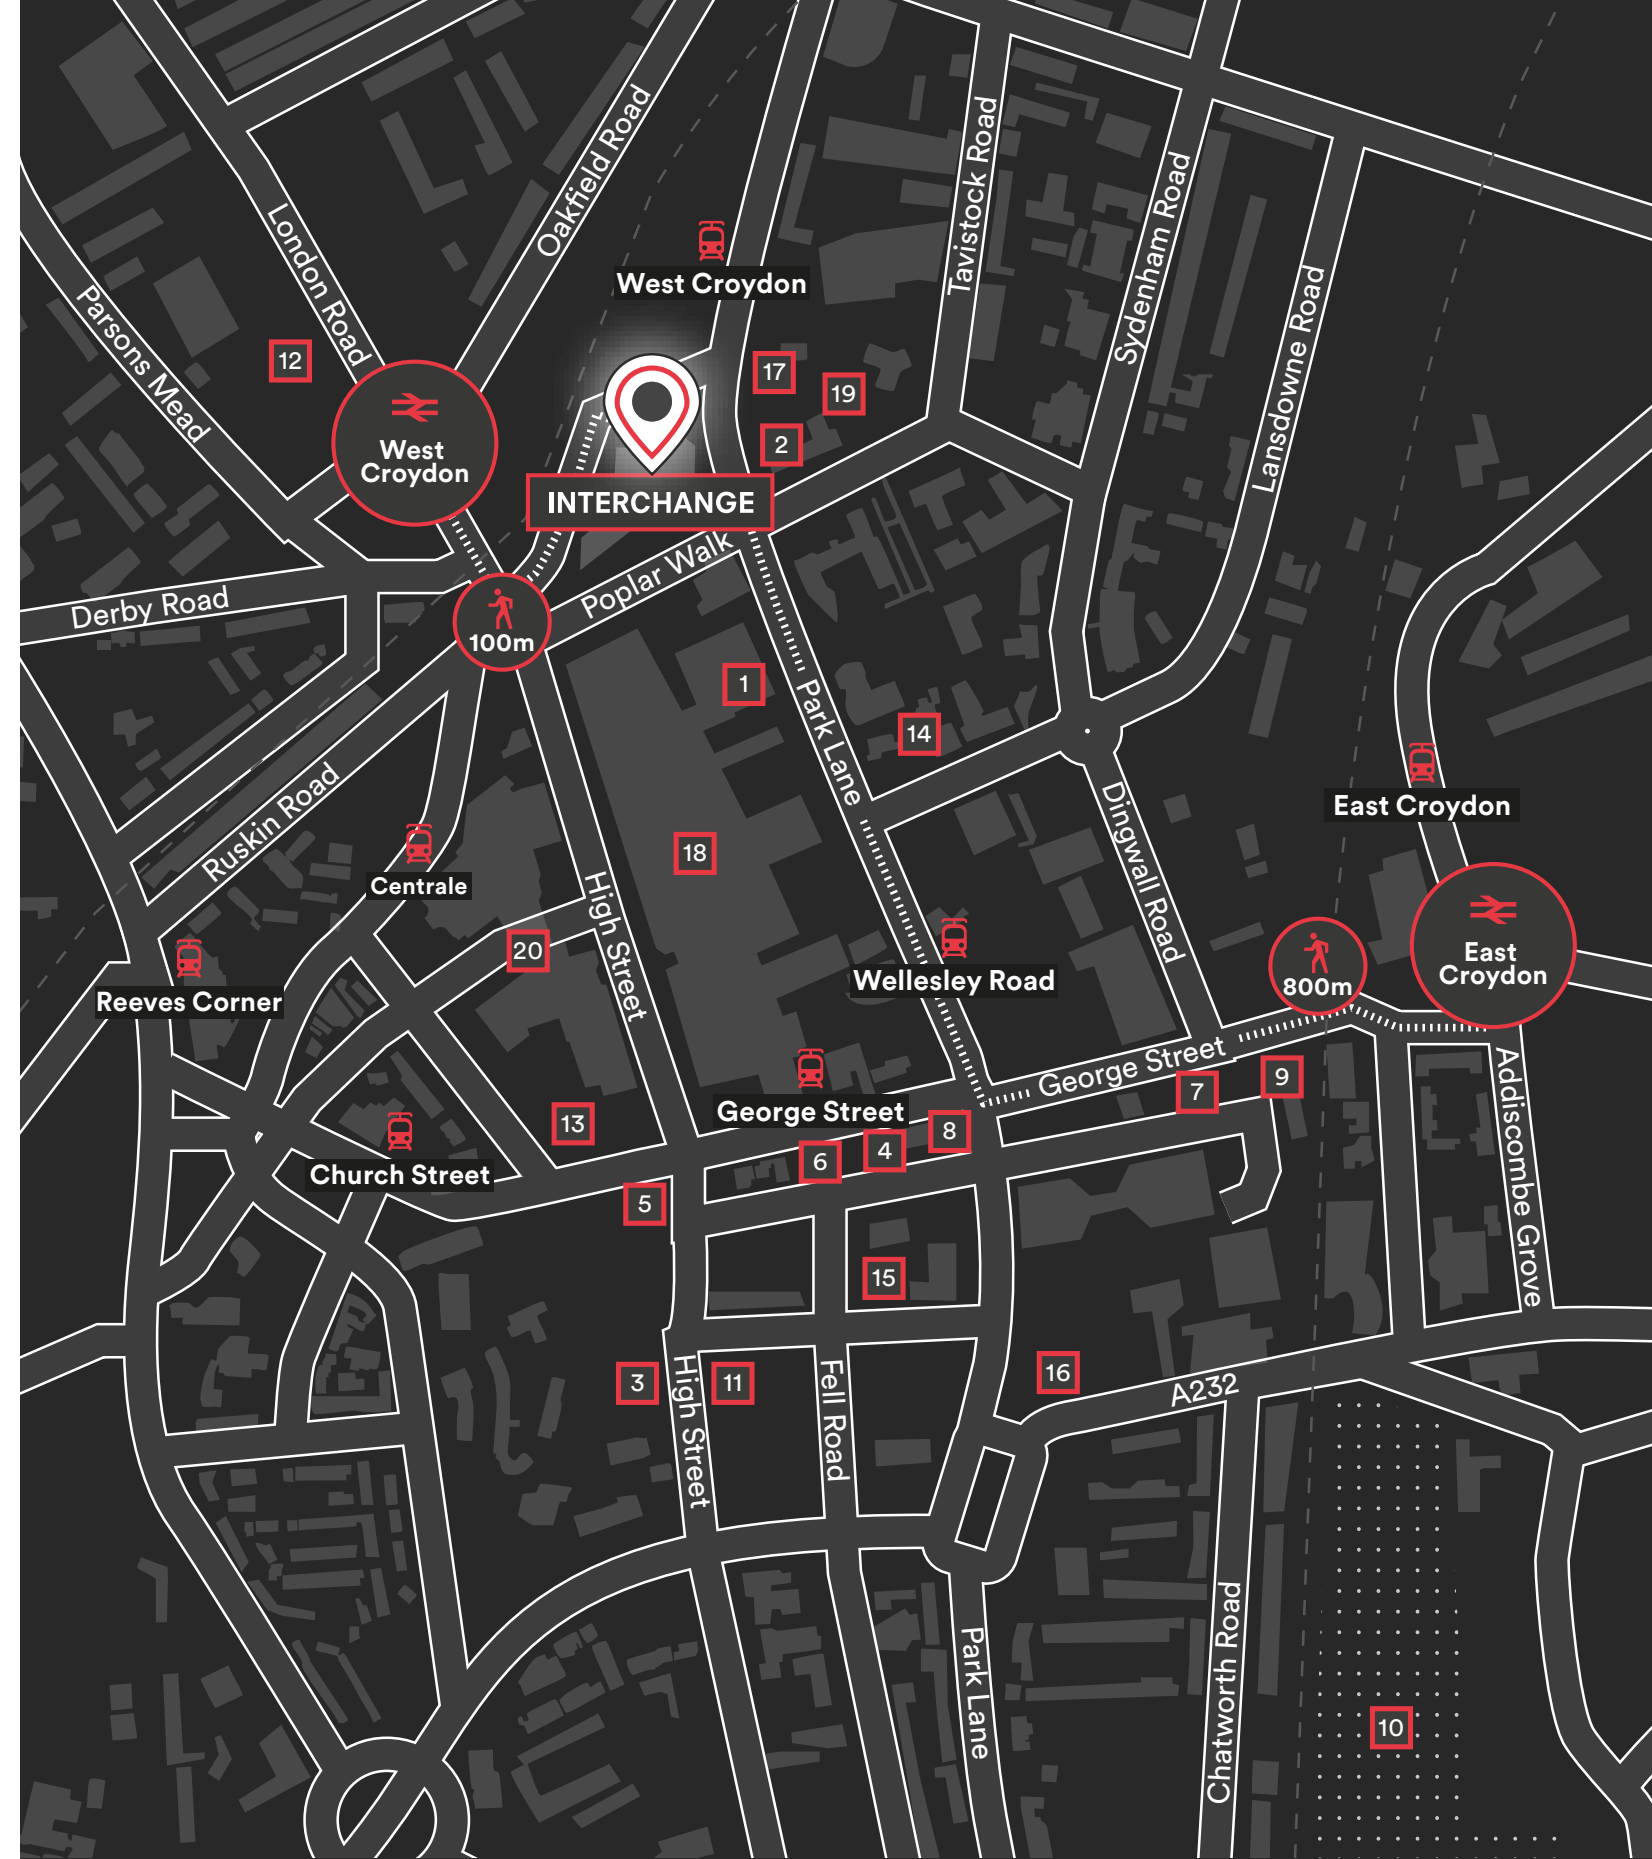 Oakfield Road
Tavistock Road
Sydenham Road
London Road
West Croydon
Lansdowne Road
Parsons Mead
12
17
19
2
West
Croydon
INTERCHANGE
Poplar Walk
Derby Road
100m
1
Park Lane
14
East Croydon
Ruskin Road
18
Dingwall Road
Centrale
High Street
20
Wellesley Road
East
Croydon
800m
Reeves Corner
George Street
9
7
Addiscombe Grove
George Street
13
8
4
6
Church Street
5
15
16
A232
3
11
High Street
Fell Road
Chatworth Road
Park Lane
10